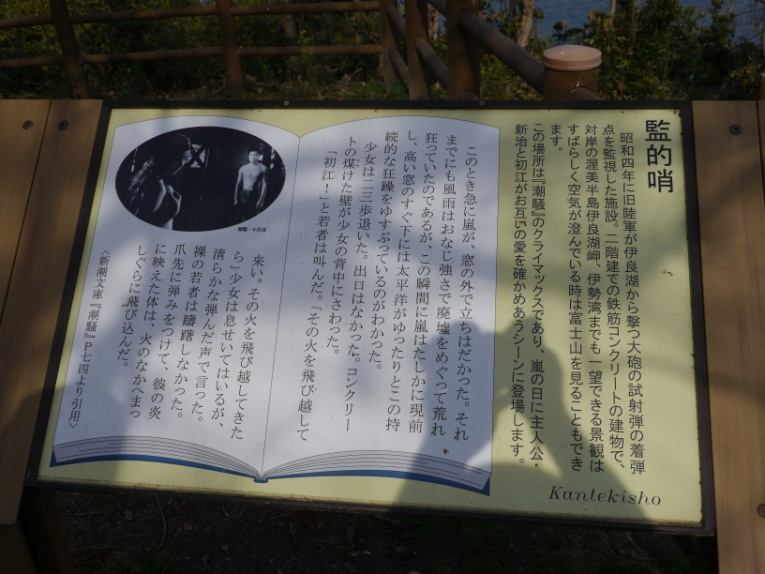 監的哨
昭和四年に旧陸軍が伊良湖から撃つ大砲の試射弾の着弾
点を監視した施設。二階建ての鉄筋コンクリートの建物で、
対岸の渥美半島伊良湖岬、伊勢湾までも一望できる景観は
すばらしく空気が澄んでいる時は富士山を見ることもでき
ます。
この場所は『潮騒』のクライマックスであり、嵐の日に主人公・
新治と初江がお互いの愛を確かめあうシーンに登場します。
このとき急に嵐が、窓の外で立ちはだかった。それ
までにも風雨はおなじ強さで廃墟をめぐって荒れ
狂っていたのであるが、この瞬間に嵐はたしかに現前
し、高い窓のすぐ下には太平洋がゆったりとこの持
続的な狂躁をゆすぶっているのがわかった。
少女は二三歩退いた。出口はなかった。コンクリー
トの煤けた壁が少女の背中にさわった。
「初江！」と若者は叫んだ。「その火を飛び越して
来い。その火を飛び越してきた
ら」少女は息せいてはいるが、
清らかな弾んだ声で言った。
裸の若者は躊躇しなかった。
爪先に弾みをつけて、彼の炎
に映えた体は、火のなかへまっ
しぐらに飛び込んだ。
〈新潮文庫『潮騒』P七四より引用〉
Kantekisho